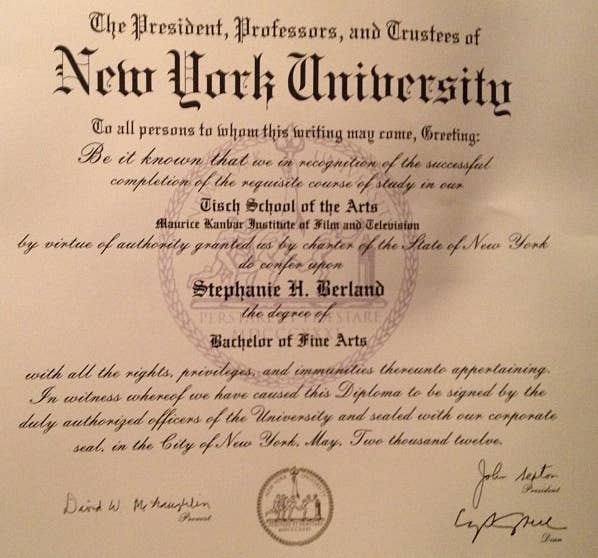 The President, Professors, and Trustees of
New York University
To all persons to whom this writing may come, Greeting:
Be it known that we in recognition of the successful
completion of the requisite course of study in our
Tisch School of the Arts
Maurice Kanbar Institute of Film and Television
by virtue of authority granted us by charter of the State of New York
do confer upon
Stephanie H. Berland
the degree of
PERSTARE PRAESTARE
Bachelor of Fine Arts
with all the rights, privileges, and immunities thereunto appertaining.
In witness whereof we have caused this Diploma to be signed by the
duly authorized officers of the University and sealed with our corporate
seal, in the City of New York, May, Two thousand twelve.
David W McLaughlin
Provost
John Sexton
President
Dean